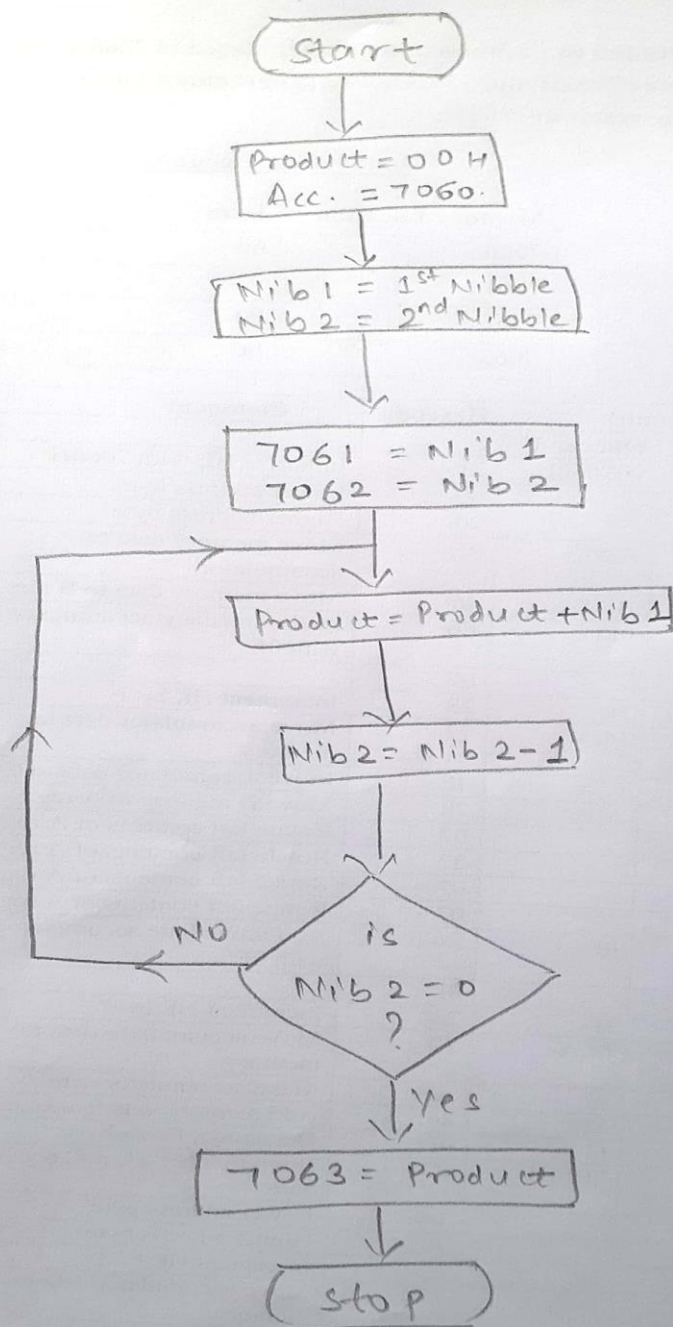 Start
Product = 00H
Acc. = 7060.
Nib 1 = 1st Nibble
Nib 2 = 2nd Nibble
7061 = Nib 1
7062 = Nib 2
Product = Product + Nib 1
Nib 2 = Nib 2 - 1
NO
is
Nib 2 = 0
?
Yes
7063 = Product
stop